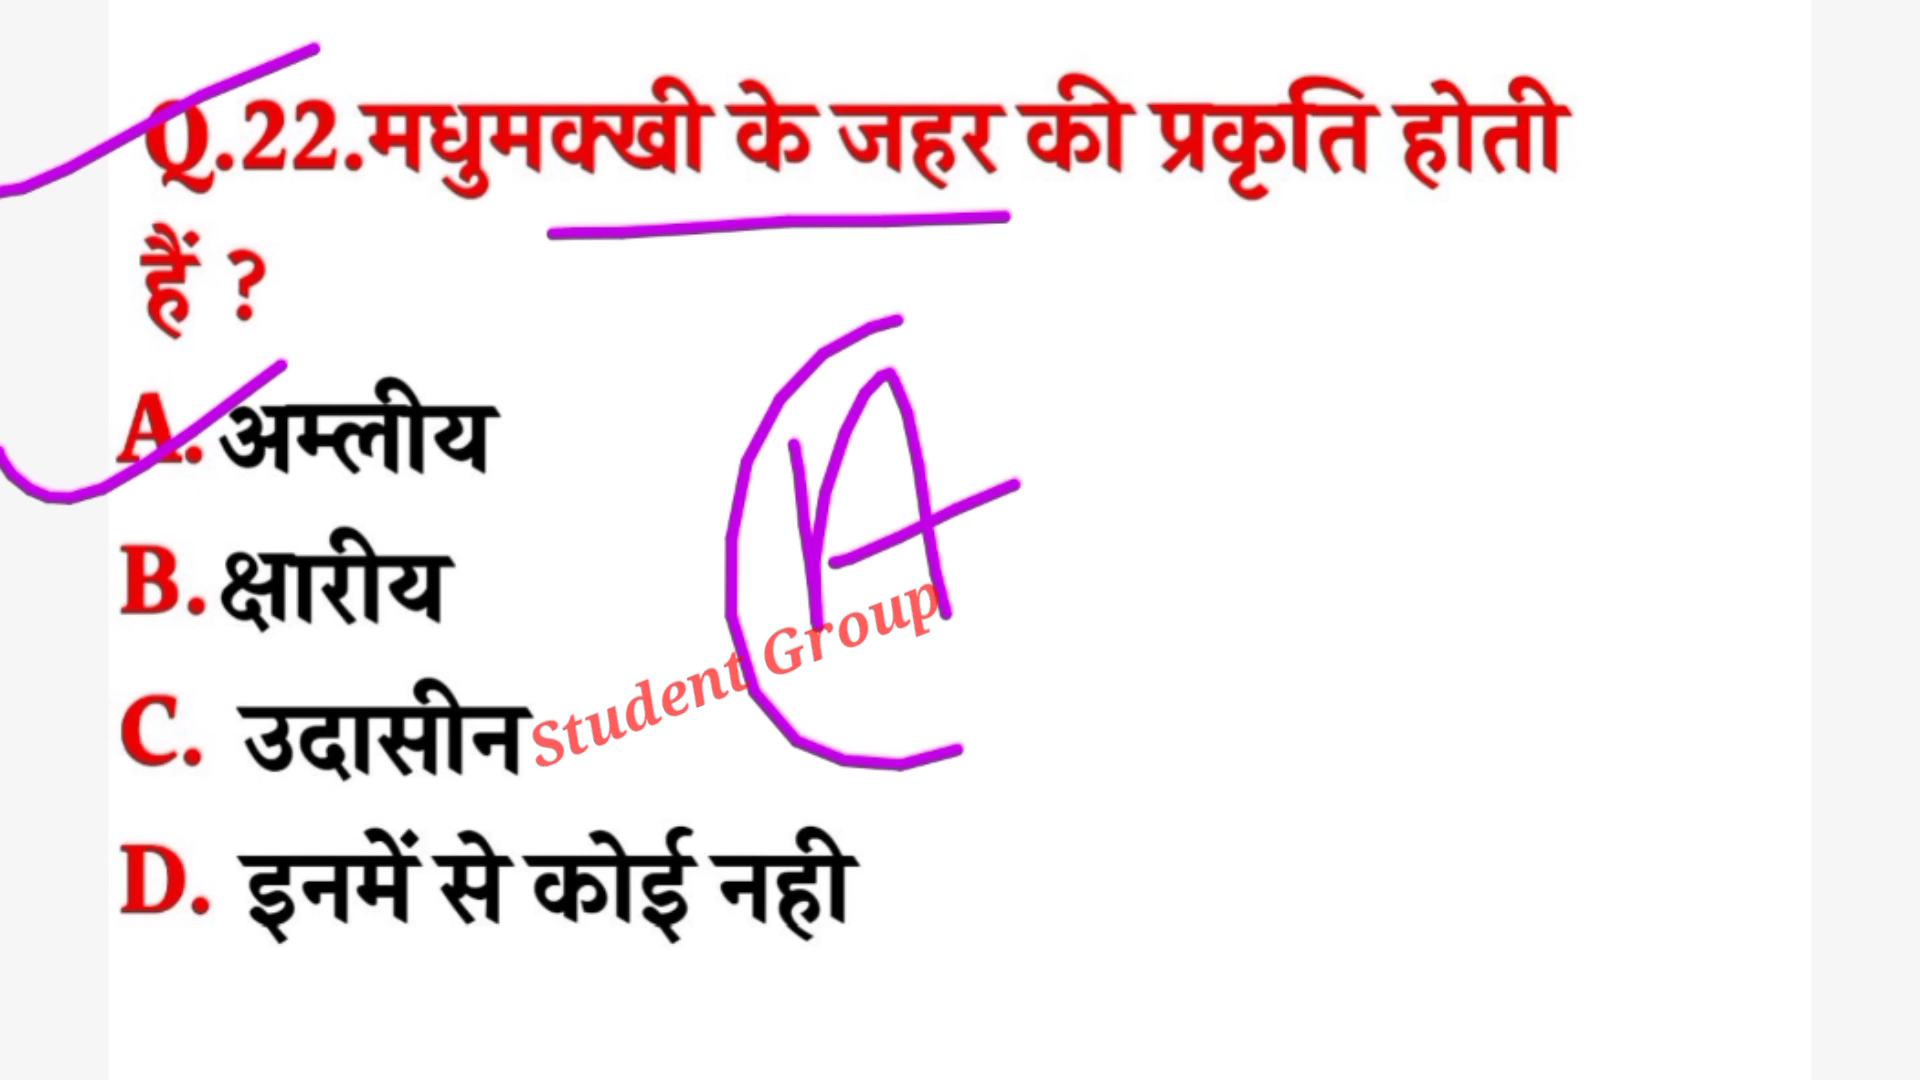 Q.22.मधुमक्खी के जहर की प्रकृति होती
हैं ?
A. अम्लीय
B. क्षारीय
C. उदासीन
D. इनमें से कोई नही
A
Student Group